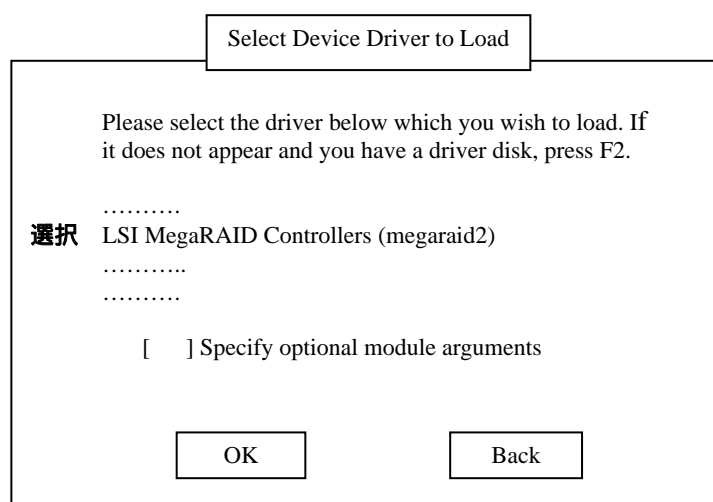 Select Device Driver to Load
Please select the driver below which you wish to load. If
it does not appear and you have a driver disk, press F2.
……….
選択 LSI MegaRAID Controllers (megaraid2)
………..
……….
[    ] Specify optional module arguments
OK Back